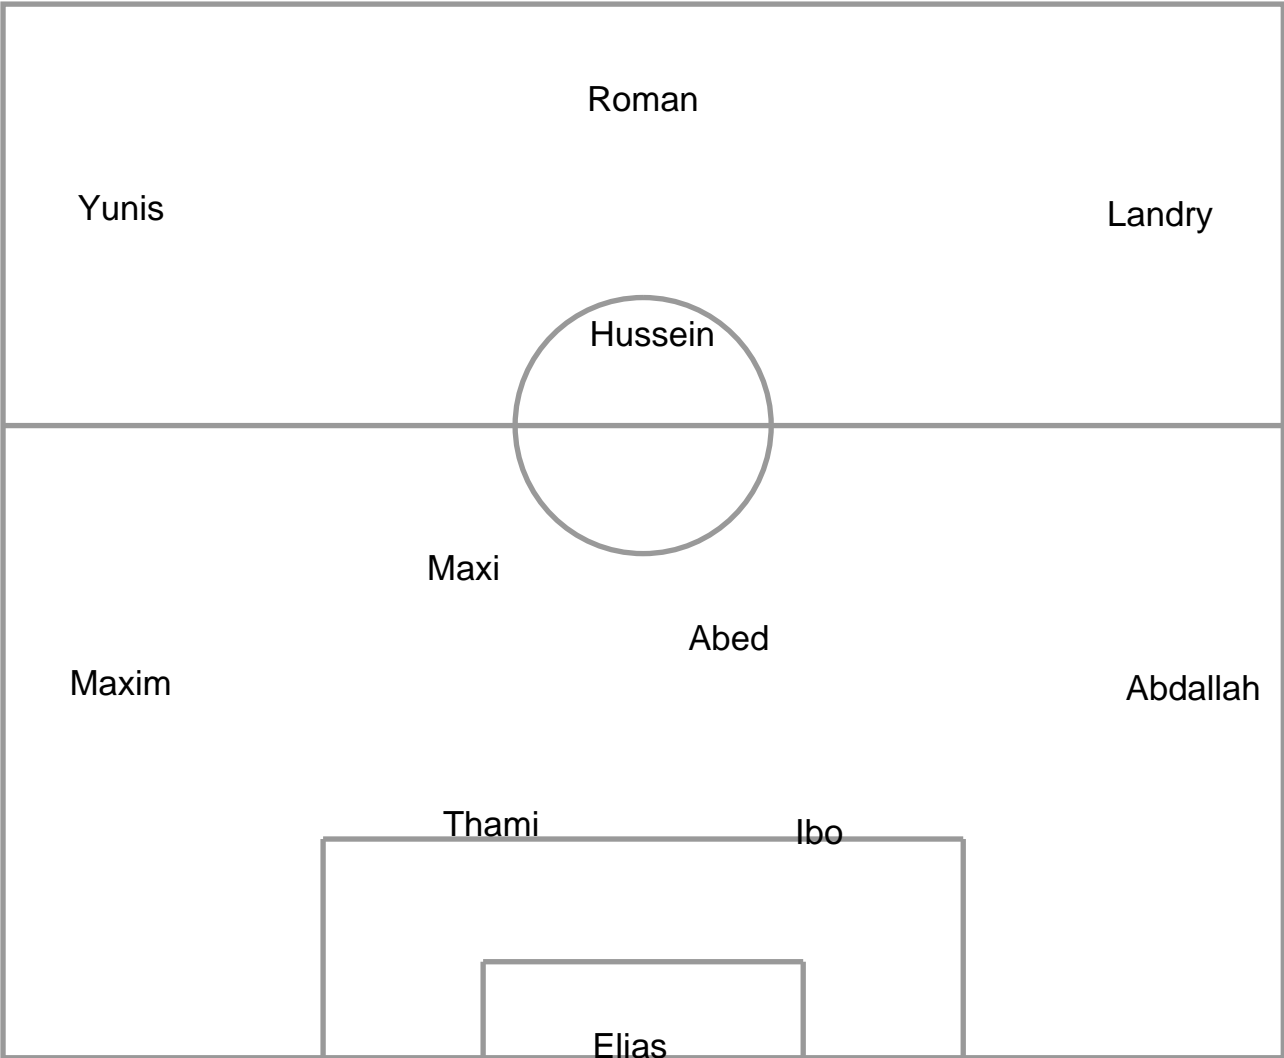 Roman
Yunis
Landry
Hussein
Maxi
Abed
Maxim
Abdallah
Thami
Ibo
Elias